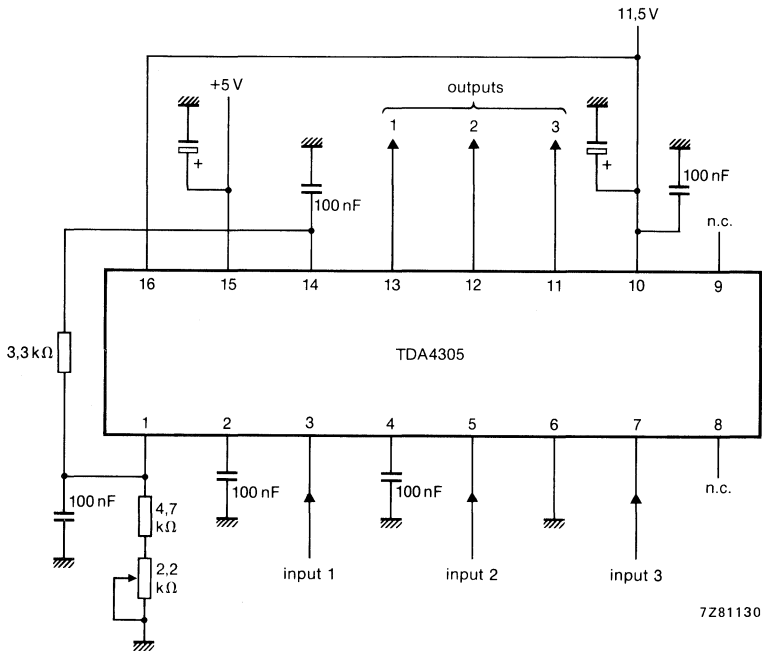 11,5 V
+5 V
outputs
1 2 3
+
+
100 nF
100 nF
n.c.
16 15 14 13 12 11 10 9
3,3 kΩ
TDA4305
1 2 3 4 5 6 7 8
100 nF
100 nF
100 nF
n.c.
4,7
kΩ
2,2
kΩ
input 1
input 2
input 3
7Z81130